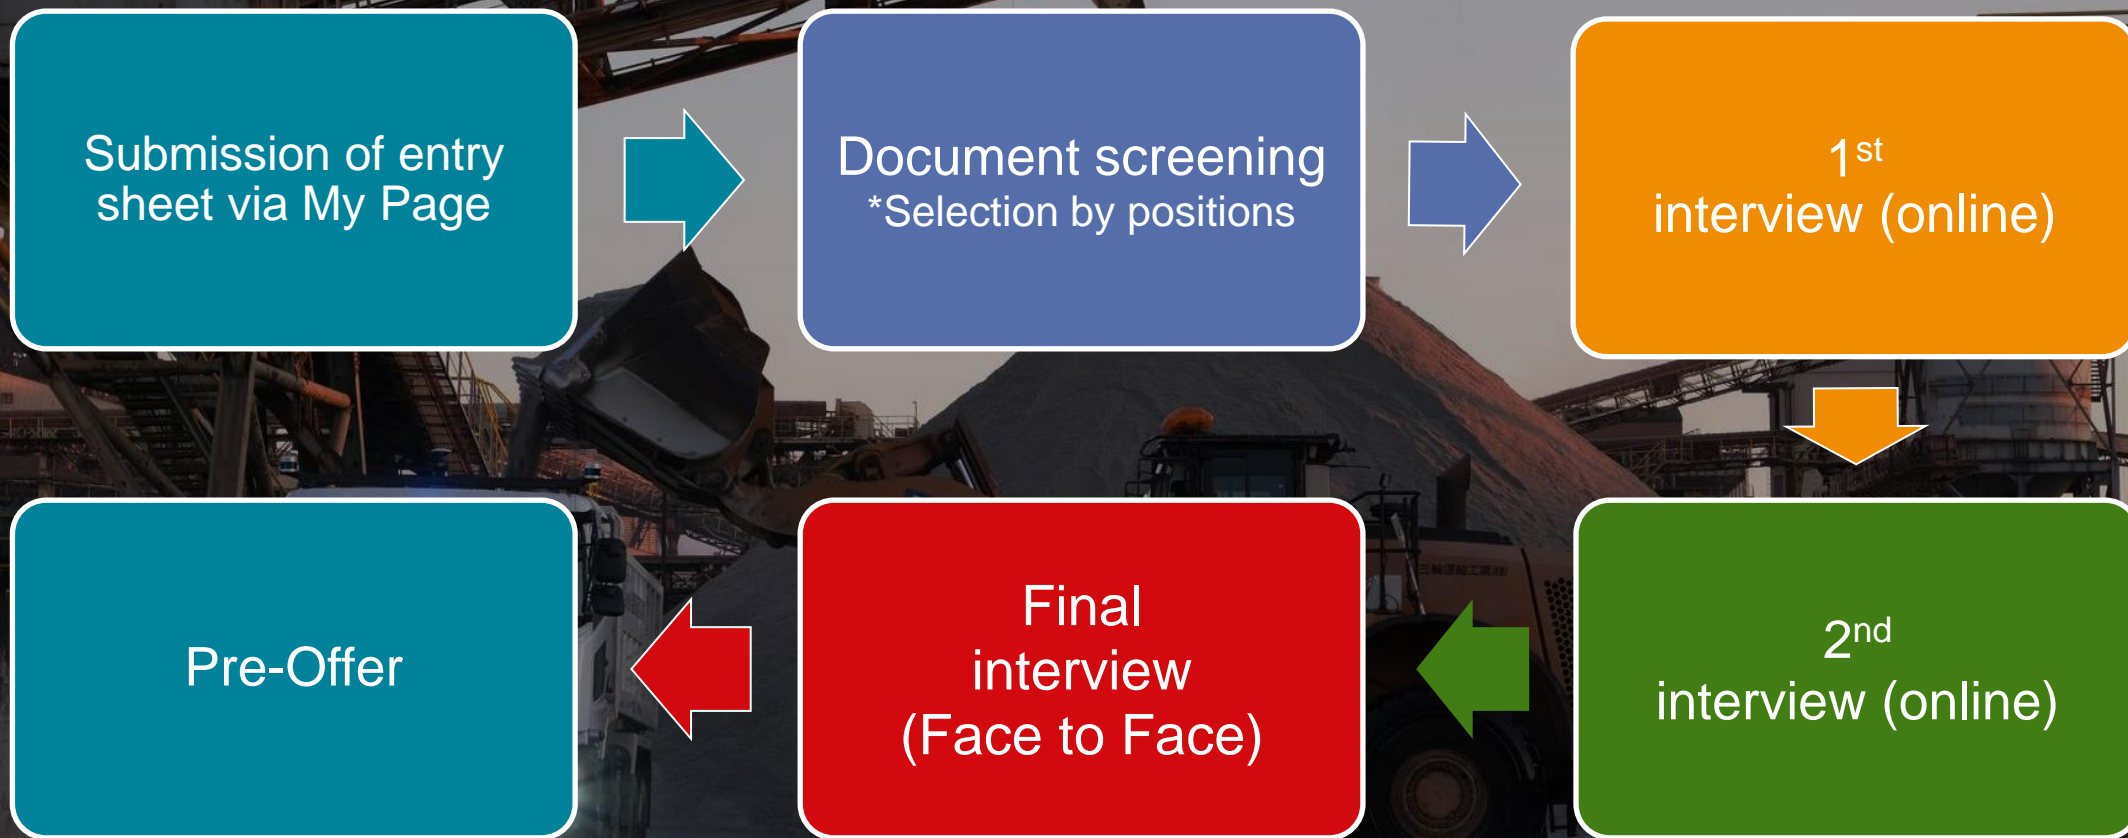 Submission of entry
sheet via My Page
Document screening
*Selection by positions
1st
interview (online)
2nd
interview (online)
Final
interview
(Face to Face)
Pre-Offer